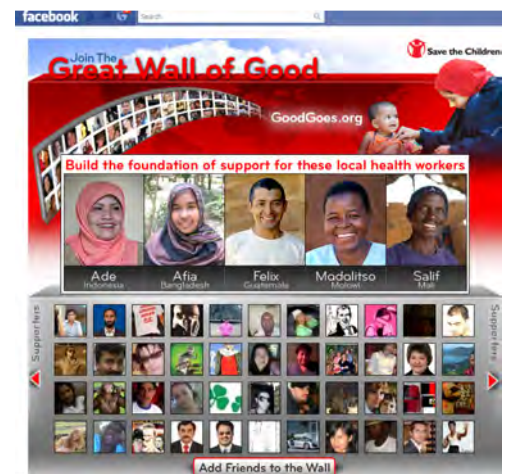 facebook
Search
Join The
Great Wall of Good
Save the Children
GoodGoes.org
Build the foundation of support for these local health workers
Ade
Indonesia
Afia
Bangladesh
Felix
Guatemala
Madalitso
Malawi
Salif
Mali
Supporters
Supporters
Add Friends to the Wall